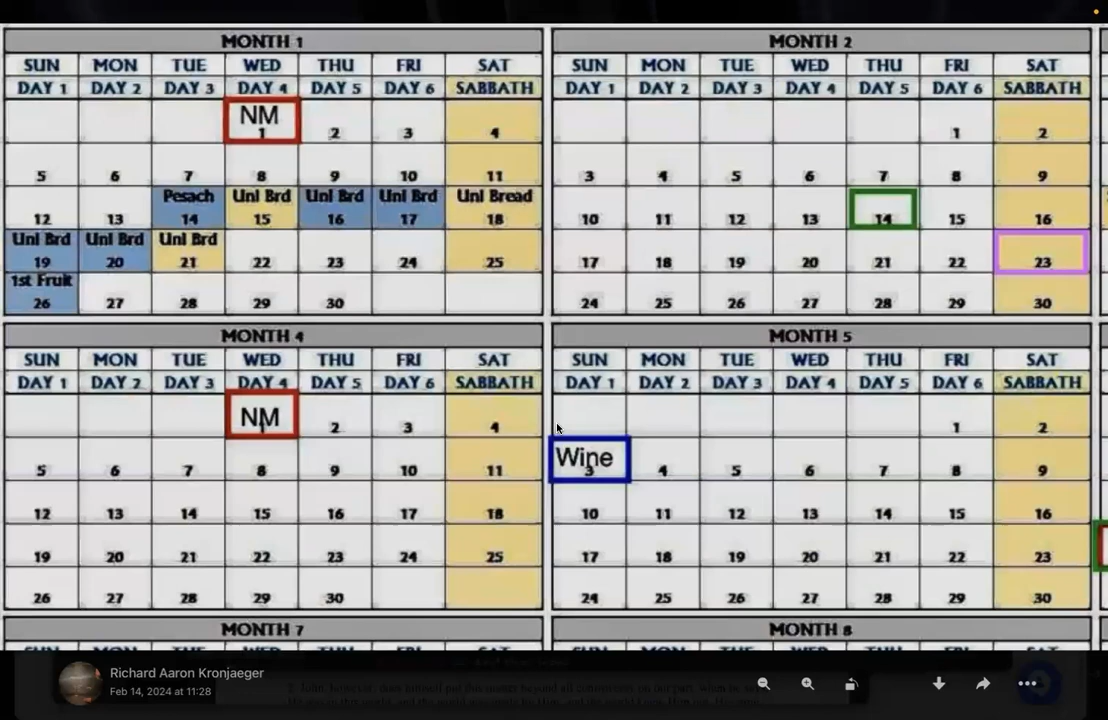 MONTH 1
SUN MON TUE WED THU FRI SAT
DAY 1 DAY 2 DAY 3 DAY 4 DAY 5 DAY 6 SABBATH
NM
1 2 3 4
5 6 7 8 9 10 11
Pesach Unl Brd Unl Brd Unl Brd Unl Bread
12 13 14 15 16 17 18
Unl Brd Unl Brd Unl Brd
19 20 21 22 23 24 25
1st Fruit
26 27 28 29 30
MONTH 2
SUN MON TUE WED THU FRI SAT
DAY 1 DAY 2 DAY 3 DAY 4 DAY 5 DAY 6 SABBATH
1 2
3 4 5 6 7 8 9
10 11 12 13 14 15 16
17 18 19 20 21 22 23
24 25 26 27 28 29 30
MONTH 4
SUN MON TUE WED THU FRI SAT
DAY 1 DAY 2 DAY 3 DAY 4 DAY 5 DAY 6 SABBATH
NM
1 2 3 4
5 6 7 8 9 10 11
12 13 14 15 16 17 18
19 20 21 22 23 24 25
26 27 28 29 30
MONTH 5
SUN MON TUE WED THU FRI SAT
DAY 1 DAY 2 DAY 3 DAY 4 DAY 5 DAY 6 SABBATH
1 2
Wine
3 4 5 6 7 8 9
10 11 12 13 14 15 16
17 18 19 20 21 22 23
24 25 26 27 28 29 30
MONTH 7
MONTH 8
Richard Aaron Kronjaeger
Feb 14, 2024 at 11:28